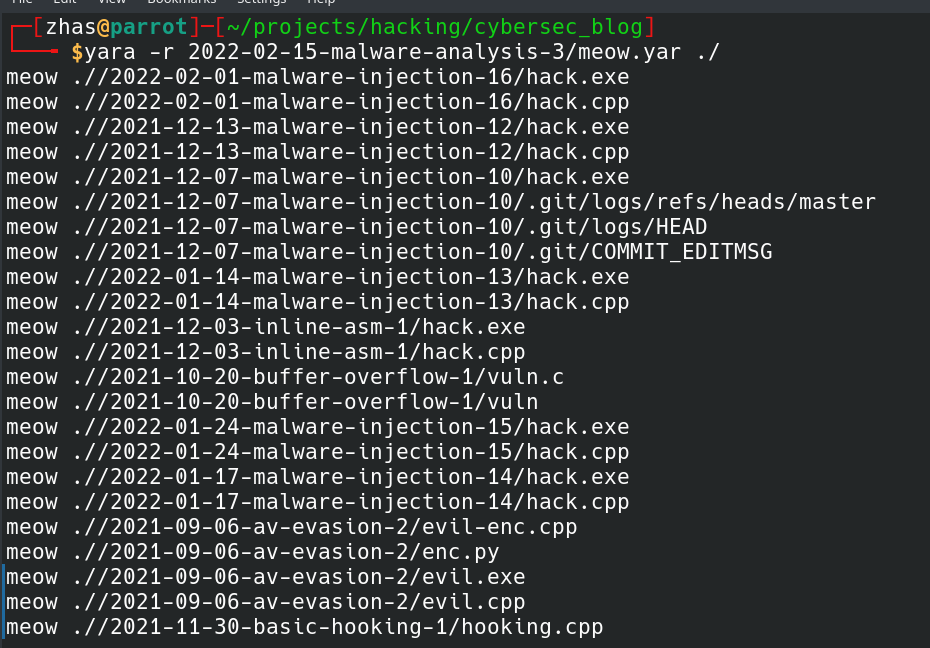 File Edit View Bookmarks Settings Help
┌─[zhas@parrot]─[~/projects/hacking/cybersec_blog]
└──╼ $yara -r 2022-02-15-malware-analysis-3/meow.yar ./
meow .//2022-02-01-malware-injection-16/hack.exe
meow .//2022-02-01-malware-injection-16/hack.cpp
meow .//2021-12-13-malware-injection-12/hack.exe
meow .//2021-12-13-malware-injection-12/hack.cpp
meow .//2021-12-07-malware-injection-10/hack.exe
meow .//2021-12-07-malware-injection-10/.git/logs/refs/heads/master
meow .//2021-12-07-malware-injection-10/.git/logs/HEAD
meow .//2021-12-07-malware-injection-10/.git/COMMIT_EDITMSG
meow .//2022-01-14-malware-injection-13/hack.exe
meow .//2022-01-14-malware-injection-13/hack.cpp
meow .//2021-12-03-inline-asm-1/hack.exe
meow .//2021-12-03-inline-asm-1/hack.cpp
meow .//2021-10-20-buffer-overflow-1/vuln.c
meow .//2021-10-20-buffer-overflow-1/vuln
meow .//2022-01-24-malware-injection-15/hack.exe
meow .//2022-01-24-malware-injection-15/hack.cpp
meow .//2022-01-17-malware-injection-14/hack.exe
meow .//2022-01-17-malware-injection-14/hack.cpp
meow .//2021-09-06-av-evasion-2/evil-enc.cpp
meow .//2021-09-06-av-evasion-2/enc.py
meow .//2021-09-06-av-evasion-2/evil.exe
meow .//2021-09-06-av-evasion-2/evil.cpp
meow .//2021-11-30-basic-hooking-1/hooking.cpp